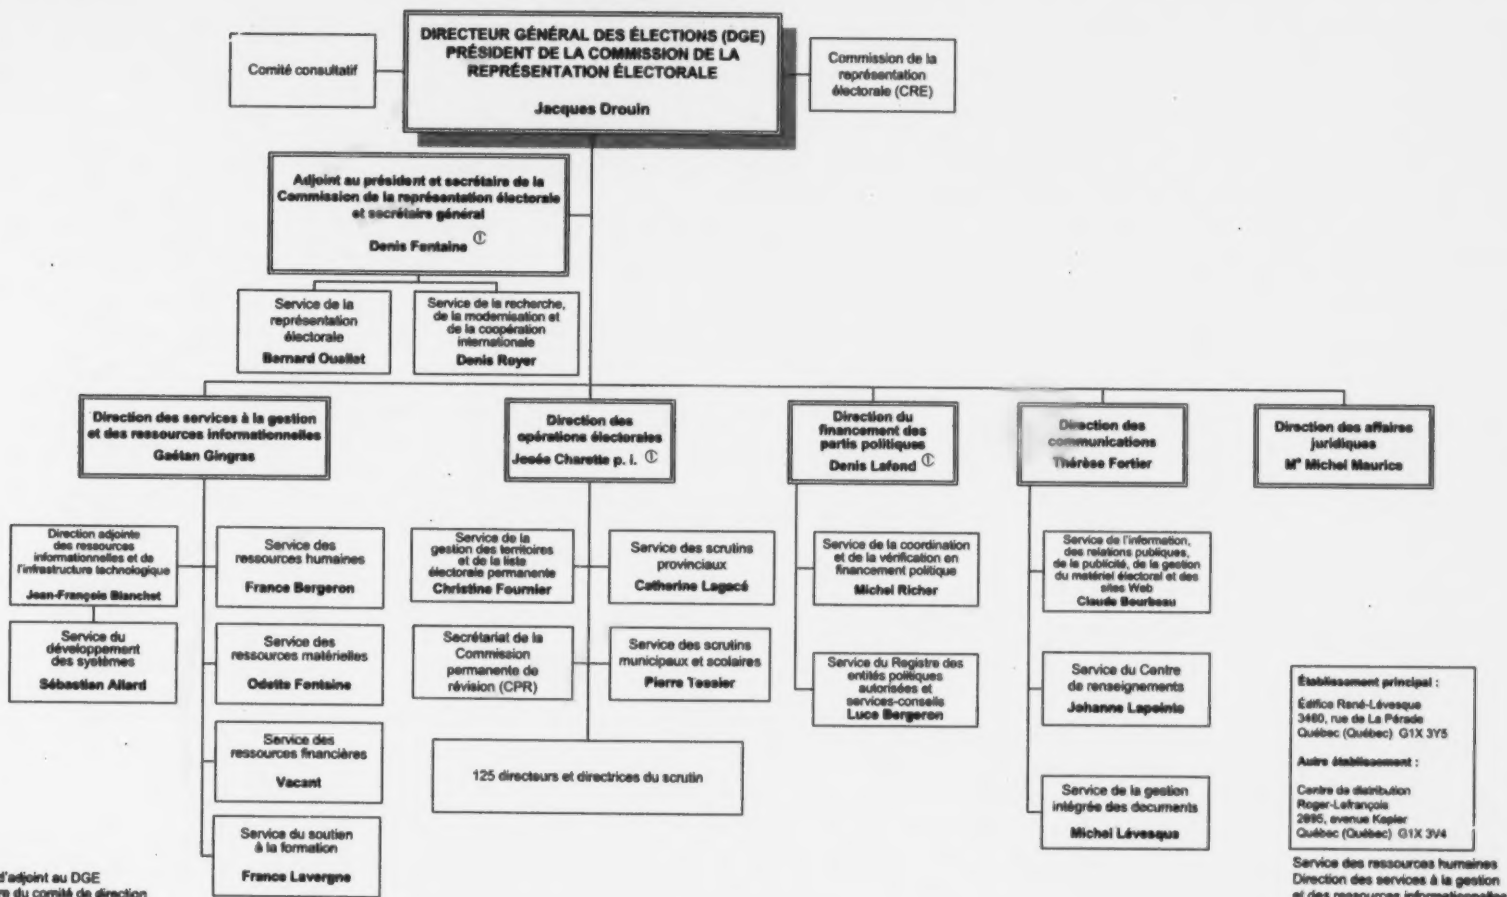 Comité consultatif
DIRECTEUR GÉNÉRAL DES ÉLECTIONS (DGE)
PRÉSIDENT DE LA COMMISSION DE LA
REPRÉSENTATION ÉLECTORALE
Jacques Drouin
Commission de la
représentation
électorale (CRE)
Adjoint au président et secrétaire de la
Commission de la représentation électorale
et secrétaire général
Denis Fontaine ①
Service de la
représentation
électorale
Bernard Ouellet
Service de la recherche,
de la modernisation et
de la coopération
internationale
Denis Royer
Direction des services à la gestion
et des ressources informationnelles
Gaétan Gingras
Direction des
opérations électorales
Josée Charette p. i. ①
Direction du
financement des
partis politiques
Denis Lafond ①
Direction des
communications
Thérèse Fortier
Direction des affaires
juridiques
Mᵉ Michel Maurice
Direction adjointe
des ressources
informationnelles et de
l'infrastructure technologique
Jean-François Blanchet
Service du
développement
des systèmes
Sébastien Allard
Service des
ressources humaines
France Bergeron
Service des
ressources matérielles
Odette Fontaine
Service des
ressources financières
Vacant
Service du soutien
à la formation
France Lavergne
Service de la
gestion des territoires
et de la liste
électorale permanente
Christine Fournier
Service des scrutins
provinciaux
Catherine Lagacé
Secrétariat de la
Commission
permanente de
révision (CPR)
Service des scrutins
municipaux et scolaires
Pierre Tessier
125 directeurs et directrices du scrutin
Service de la coordination
et de la vérification en
financement politique
Michel Richer
Service du Registre des
entités politiques
autorisées et
services-conseils
Luce Bergeron
Service de l'information,
des relations publiques,
de la publicité, de la gestion
du matériel électoral et des
sites Web
Claude Bourbeau
Service du Centre
de renseignements
Johanne Lapointe
Service de la gestion
intégrée des documents
Michel Lévesque
Établissement principal :
Édifice René-Lévesque
3460, rue de La Pérade
Québec (Québec) G1X 3Y5
Autre établissement :
Centre de distribution
Roger-Lefrançois
2895, avenue Kepler
Québec (Québec) G1X 3V4
d'adjoint au DGE
du comité de direction
Service des ressources humaines
Direction des services à la gestion
et des ressources informationnelles